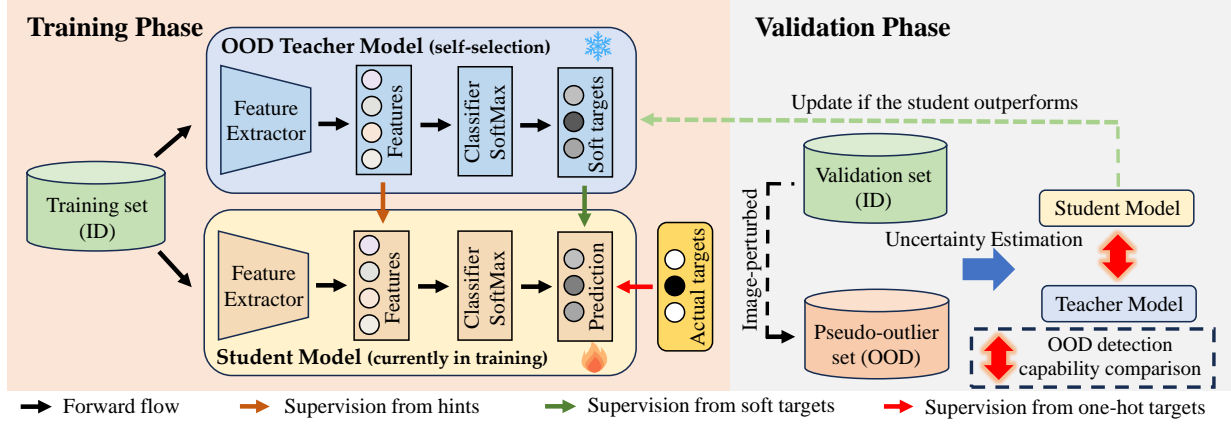 Training Phase
OOD Teacher Model (self-selection)
Feature
Extractor
Features
Classifier
SoftMax
Soft targets
Training set
(ID)
Feature
Extractor
Features
Classifier
SoftMax
Prediction
Actual targets
Student Model (currently in training)
Validation Phase
Update if the student outperforms
Validation set
(ID)
Image-perturbed
Uncertainty Estimation
Student Model
Teacher Model
Pseudo-outlier
set (OOD)
OOD detection
capability comparison
Forward flow
Supervision from hints
Supervision from soft targets
Supervision from one-hot targets